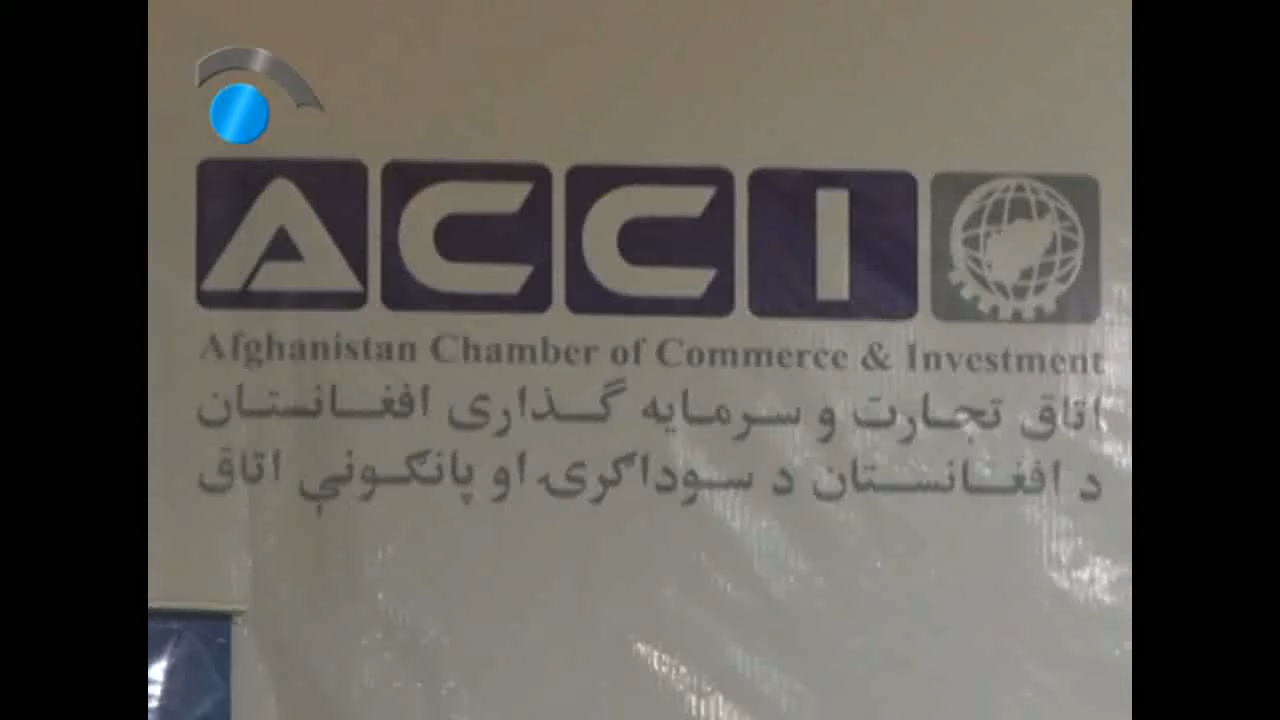 ACCI
Afghanistan Chamber of Commerce & Investment
اتاق تجارت و سرمایه گذاری افغانستان
د افغانستان د سوداګرۍ او پانګونې اتاق